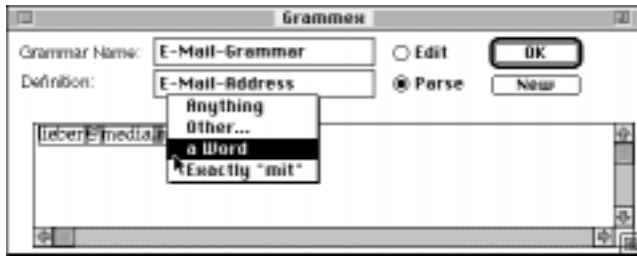 Grammex
Grammar Name: E-Mail-Grammar Edit OK
Definition: E-Mail-Address Parse New
Anything
Other...
lieber@media.
a Word
Exactly "mit"